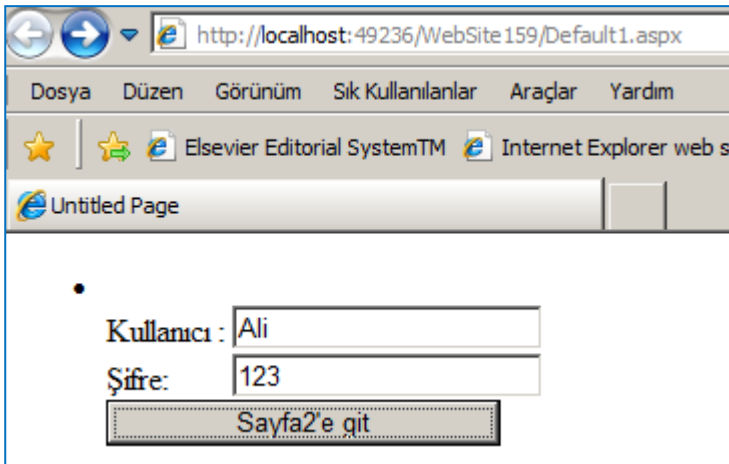 http://localhost:49236/WebSite159/Default1.aspx
Dosya Düzen Görünüm Sık Kullanılanlar Araçlar Yardım
Elsevier Editorial SystemTM Internet Explorer web s
Untitled Page
Kullanıcı : Ali
Şifre: 123
Sayfa2'e git